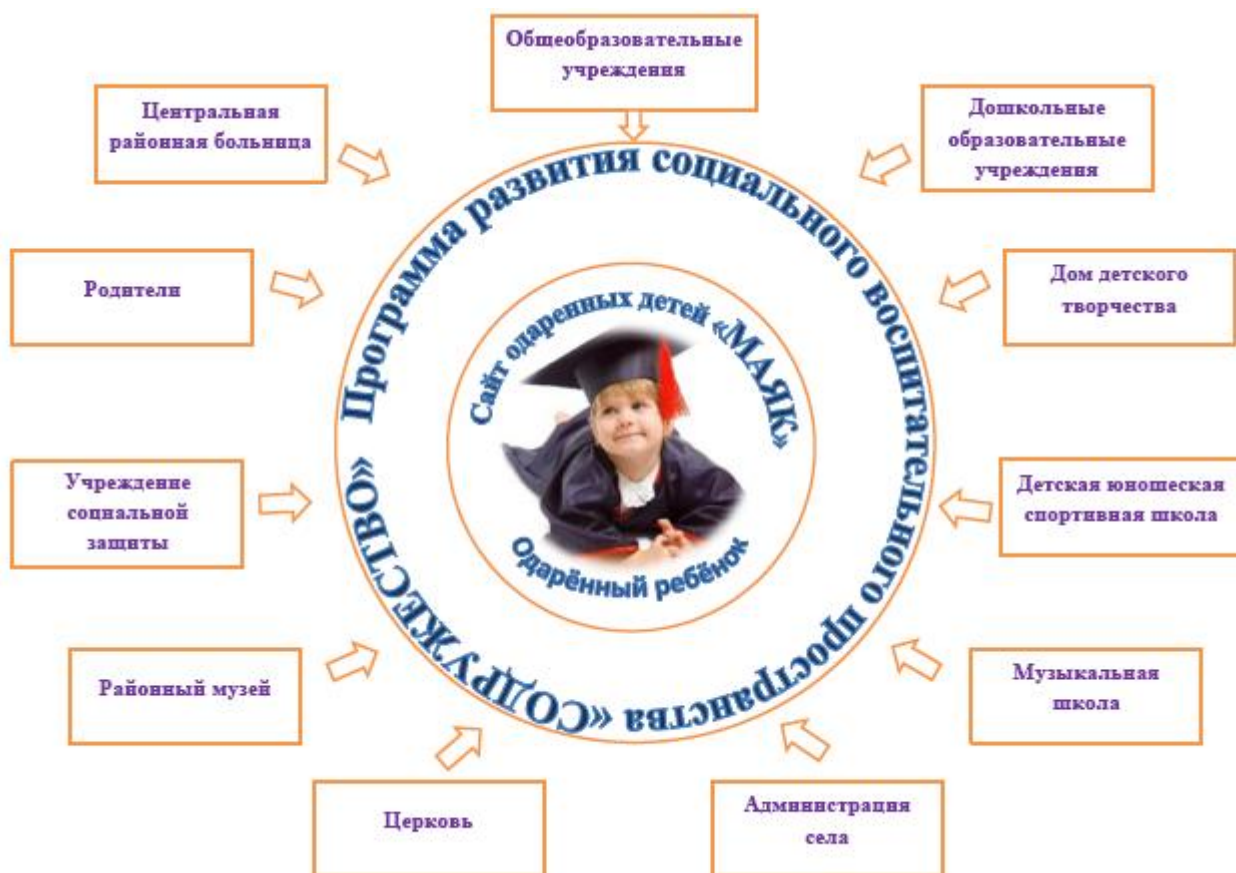 Общеобразовательные
учреждения
Центральная
районная больница
Дошкольные
образовательные
учреждения
Родители
Дом детского
творчества
Учреждение
социальной
защиты
Детская юношеская
спортивная школа
Районный музей
Музыкальная
школа
Церковь
Администрация
села
Программа развития социального воспитательного пространства «СОДРУЖЕСТВО»
Сайт одаренных детей «МАЯК»
Одарённый ребёнок